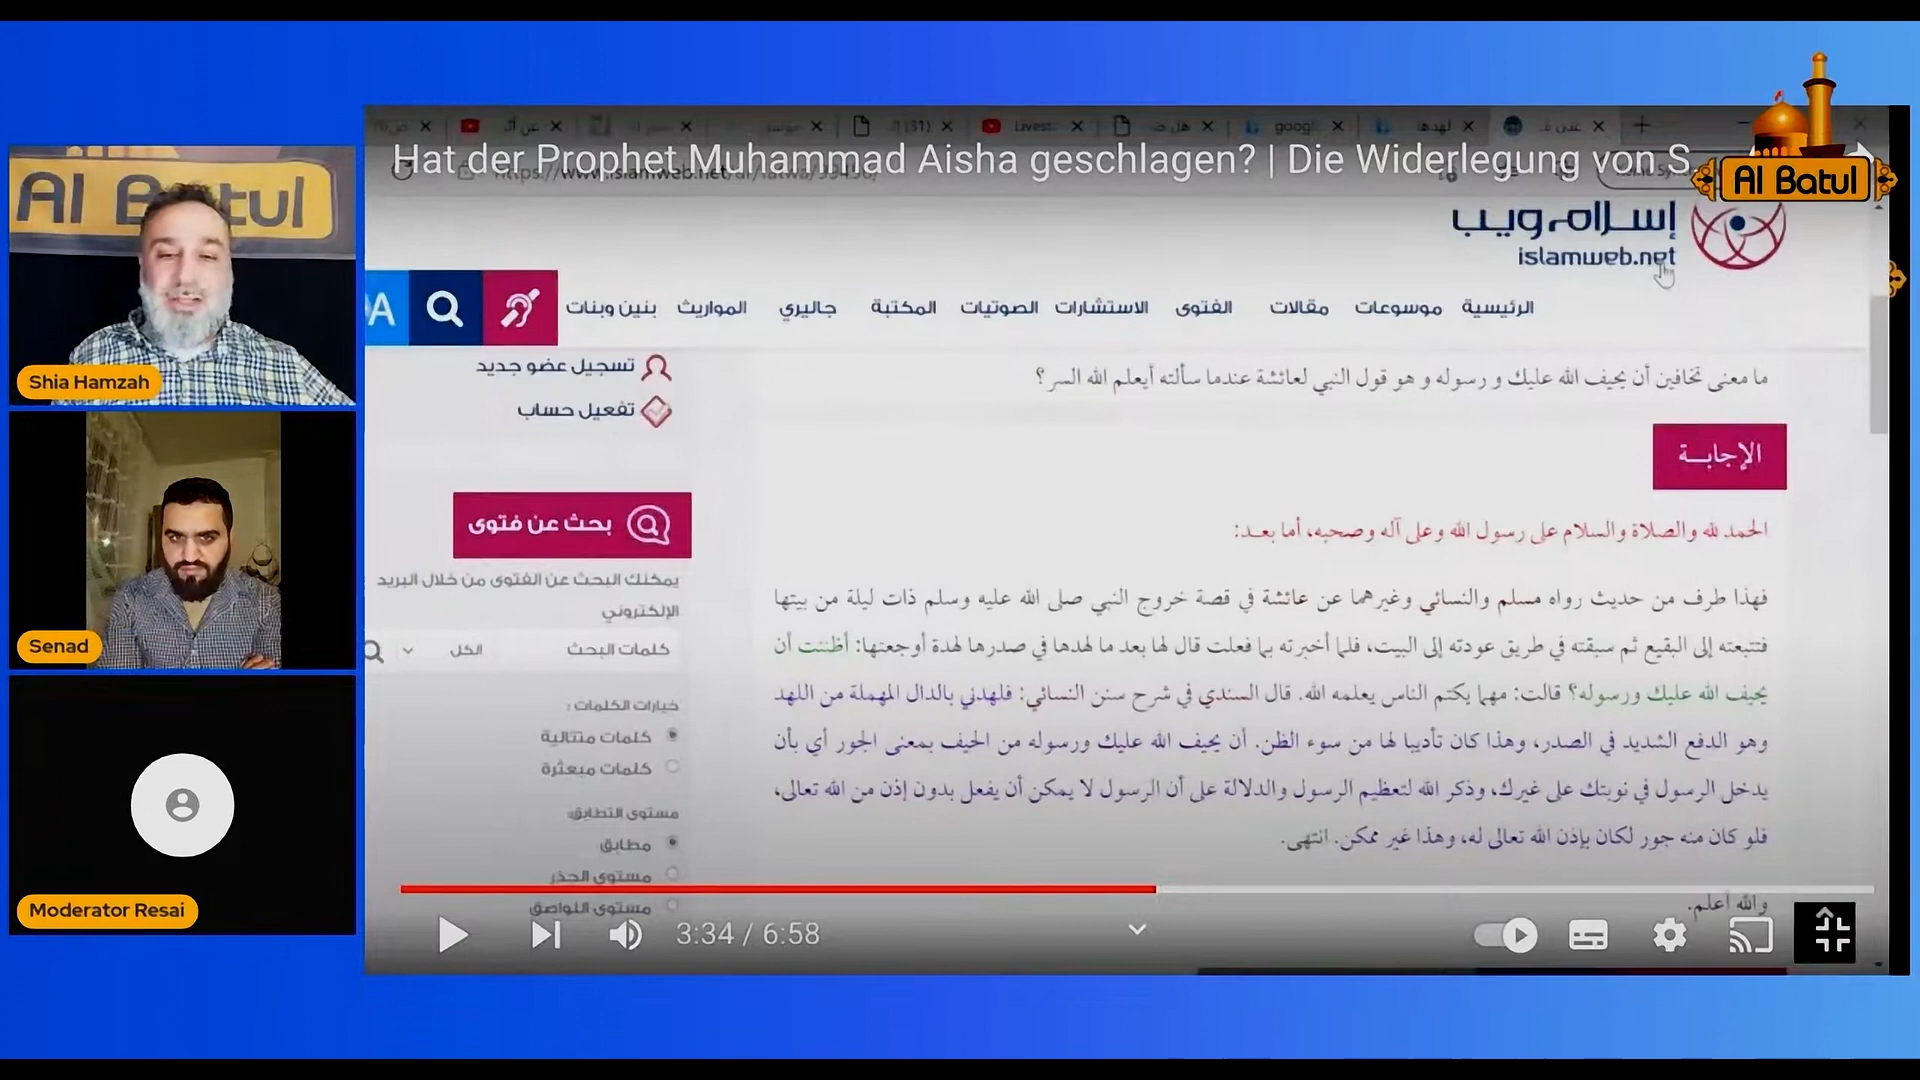 Hat der Prophet Muhammad Aisha geschlagen? | Die Widerlegung von S
Al Batul
Al Batul
Shia Hamzah
Senad
Moderator Resai
إسلام ويب
islamweb.net
الرئيسية موسوعات مقالات الفتوى الاستشارات الصوتيات المكتبة جاليري المواريث بنين وبنات
تسجيل عضو جديد
تفعيل حساب
ما معنى تخافين أن يحيف الله عليك و رسوله و هو قول النبي لعائشة عندما سألته أيعلم الله السر؟
الإجابــة
الحمد لله والصلاة والسلام على رسول الله وعلى آله وصحبه، أما بعـد:
فهذا طرف من حديث رواه مسلم والنسائي وغيرهما عن عائشة في قصة خروج النبي صلى الله عليه وسلم ذات ليلة من بيتها
فتتبعته إلى البقيع ثم سبقته في طريق عودته إلى البيت، فلما أخبرته بما فعلت قال لها بعد ما لهدها في صدرها لهدة أوجعتها: أظننت أن
يحيف الله عليك ورسوله؟ قالت: مهما يكتم الناس يعلمه الله. قال السندي في شرح سنن النسائي: فلهدني بالدال المهملة من اللهد
وهو الدفع الشديد في الصدر، وهذا كان تأديبا لها من سوء الظن. أن يحيف الله عليك ورسوله من الحيف بمعنى الجور أي بأن
يدخل الرسول في نوبتك على غيرك، وذكر الله لتعظيم الرسول والدلالة على أن الرسول لا يمكن أن يفعل بدون إذن من الله تعالى،
فلو كان منه جور لكان بإذن الله تعالى له، وهذا غير ممكن. انتهى.
والله أعلم.
بحث عن فتوى
يمكنك البحث عن الفتوى من خلال البريد
الإلكتروني
كلمات البحث الكل
خيارات الكلمات :
كلمات متتالية
كلمات مبعثرة
مستوى التطابق:
مطابق
مستوى الجذر
مستوى اللواصق
3:34 / 6:58